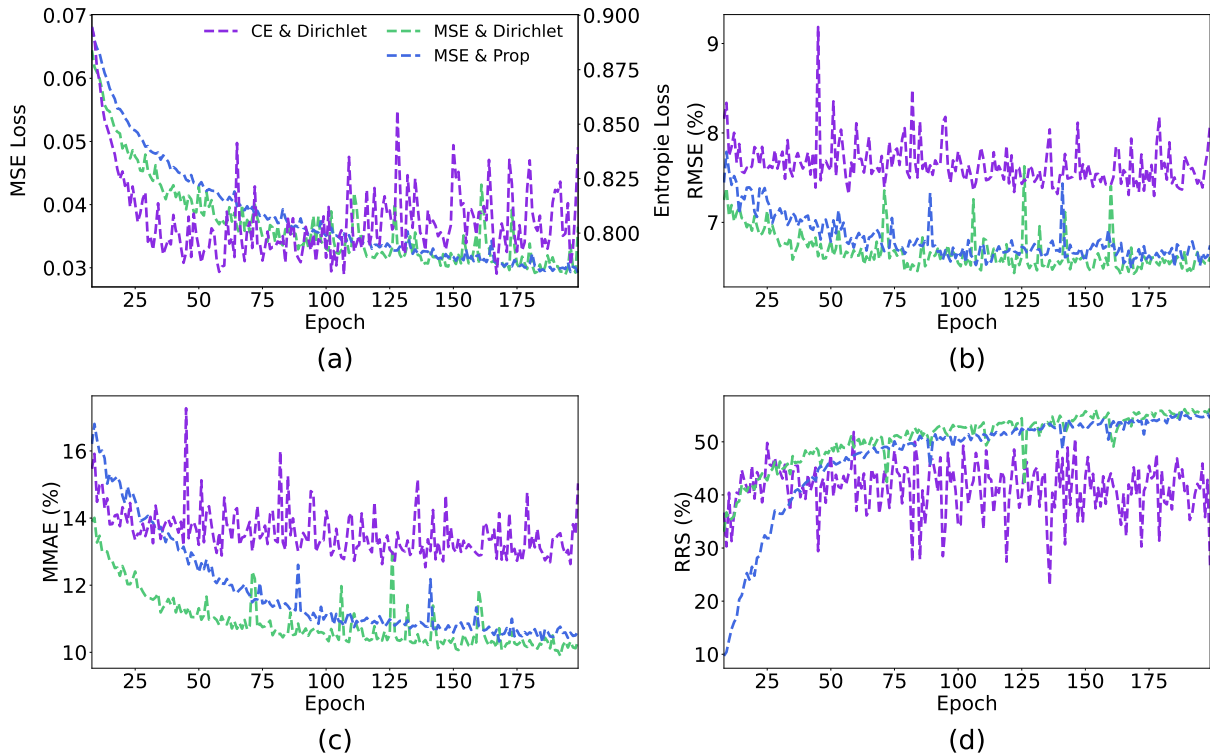 0.07
0.06
0.05
0.04
0.03
MSE Loss
CE & Dirichlet
MSE & Dirichlet
MSE & Prop
0.900
0.875
0.850
0.825
0.800
Entropie Loss
25 50 75 100 125 150 175
Epoch
(a)
9
8
7
RMSE (%)
25 50 75 100 125 150 175
Epoch
(b)
16
14
12
10
MMAE (%)
25 50 75 100 125 150 175
Epoch
(c)
50
40
30
20
10
RRS (%)
25 50 75 100 125 150 175
Epoch
(d)